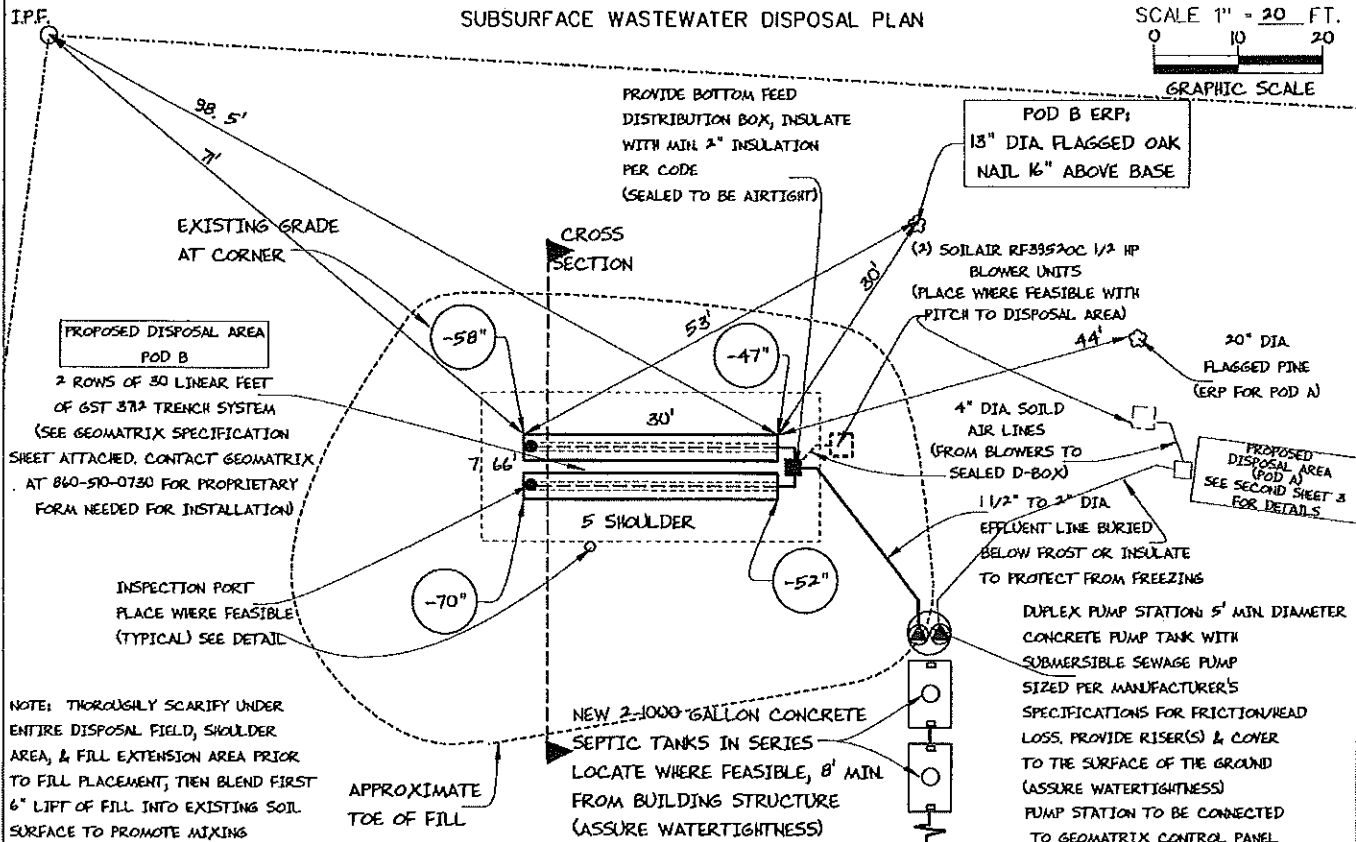 I.P.F.
SUBSURFACE WASTEWATER DISPOSAL PLAN
SCALE 1" = 20 FT.
0 10 20
GRAPHIC SCALE
98. 5'
71'
PROVIDE BOTTOM FEED
DISTRIBUTION BOX, INSULATE
WITH MIN. 2" INSULATION
PER CODE
(SEALED TO BE AIRTIGHT)
POD B ERP:
13" DIA. FLAGGED OAK
NAIL 16" ABOVE BASE
EXISTING GRADE
AT CORNER
CROSS
SECTION
(2) SOILAIR RF39520C 1/2 HP
BLOWER UNITS
(PLACE WHERE FEASIBLE WITH
PITCH TO DISPOSAL AREA)
30'
53'
44'
20" DIA
FLAGGED PINE
(ERP FOR POD A)
-58"
-47"
PROPOSED DISPOSAL AREA
POD B
2 ROWS OF 30 LINEAR FEET
OF GST 3712 TRENCH SYSTEM
(SEE GEOMATRIX SPECIFICATION
SHEET ATTACHED. CONTACT GEOMATRIX
AT 860-510-0730 FOR PROPRIETARY
FORM NEEDED FOR INSTALLATION)
30'
7. 66'
5 SHOULDER
4" DIA. SOILD
AIR LINES
(FROM BLOWERS TO
SEALED D-BOX)
PROPOSED
DISPOSAL AREA
(POD A)
SEE SECOND SHEET 3
FOR DETAILS
1 1/2" TO 2" DIA
EFFLUENT LINE BURIED
BELOW FROST OR INSULATE
TO PROTECT FROM FREEZING
-70"
-52"
INSPECTION PORT
PLACE WHERE FEASIBLE
(TYPICAL) SEE DETAIL
DUPLEX PUMP STATION: 5' MIN. DIAMETER
CONCRETE PUMP TANK WITH
SUBMERSIBLE SEWAGE PUMP
SIZED PER MANUFACTURER'S
SPECIFICATIONS FOR FRICTION/HEAD
LOSS. PROVIDE RISER(S) & COVER
TO THE SURFACE OF THE GROUND
(ASSURE WATERTIGHTNESS)
PUMP STATION TO BE CONNECTED
TO GEOMATRIX CONTROL PANEL
NOTE: THOROUGHLY SCARIFY UNDER
ENTIRE DISPOSAL FIELD, SHOULDER
AREA, & FILL EXTENSION AREA PRIOR
TO FILL PLACEMENT, THEN BLEND FIRST
6" LIFT OF FILL INTO EXISTING SOIL
SURFACE TO PROMOTE MIXING
APPROXIMATE
TOE OF FILL
NEW 2-1000 GALLON CONCRETE
SEPTIC TANKS IN SERIES
LOCATE WHERE FEASIBLE, 8' MIN.
FROM BUILDING STRUCTURE
(ASSURE WATERTIGHTNESS)